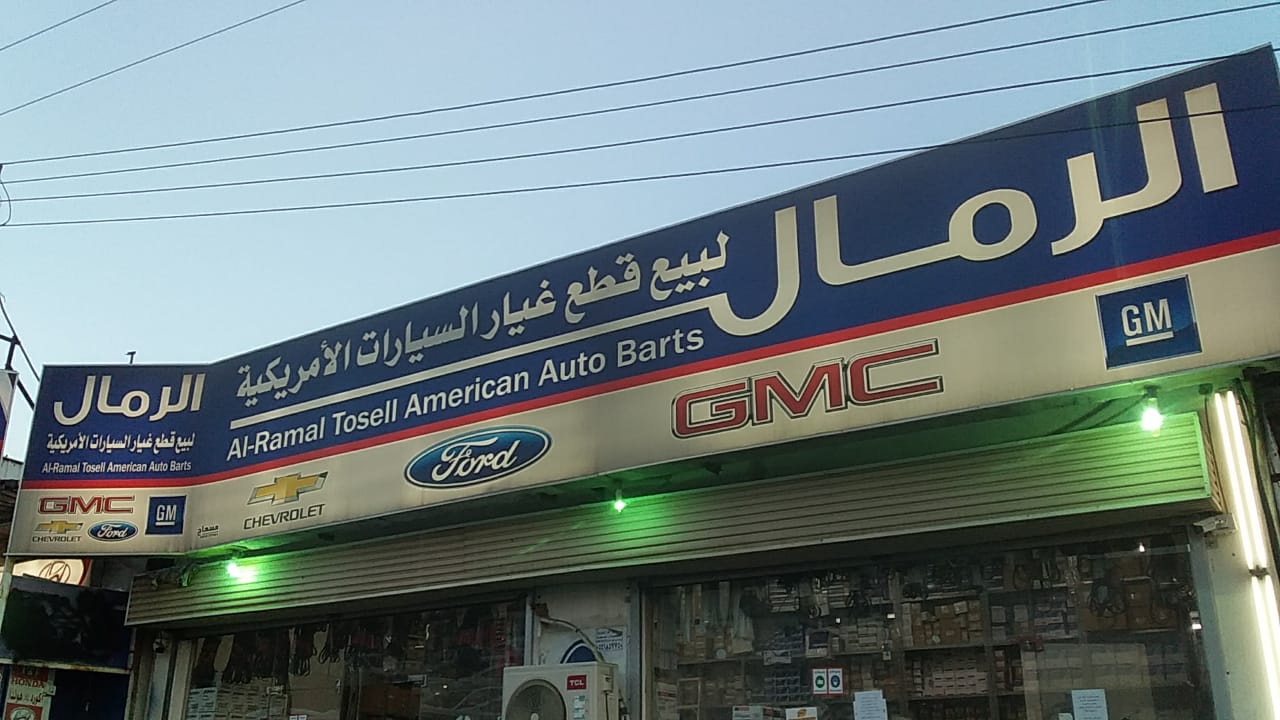 الرمال
لبيع قطع غيار السيارات الأمريكية
Al-Ramal Tosell American Auto Barts
GM
GMC
Ford
CHEVROLET
الرمال
لبيع قطع غيار السيارات الأمريكية
Al-Ramal Tosell American Auto Barts
GMC
GM
CHEVROLET
Ford
TCL
HONDA